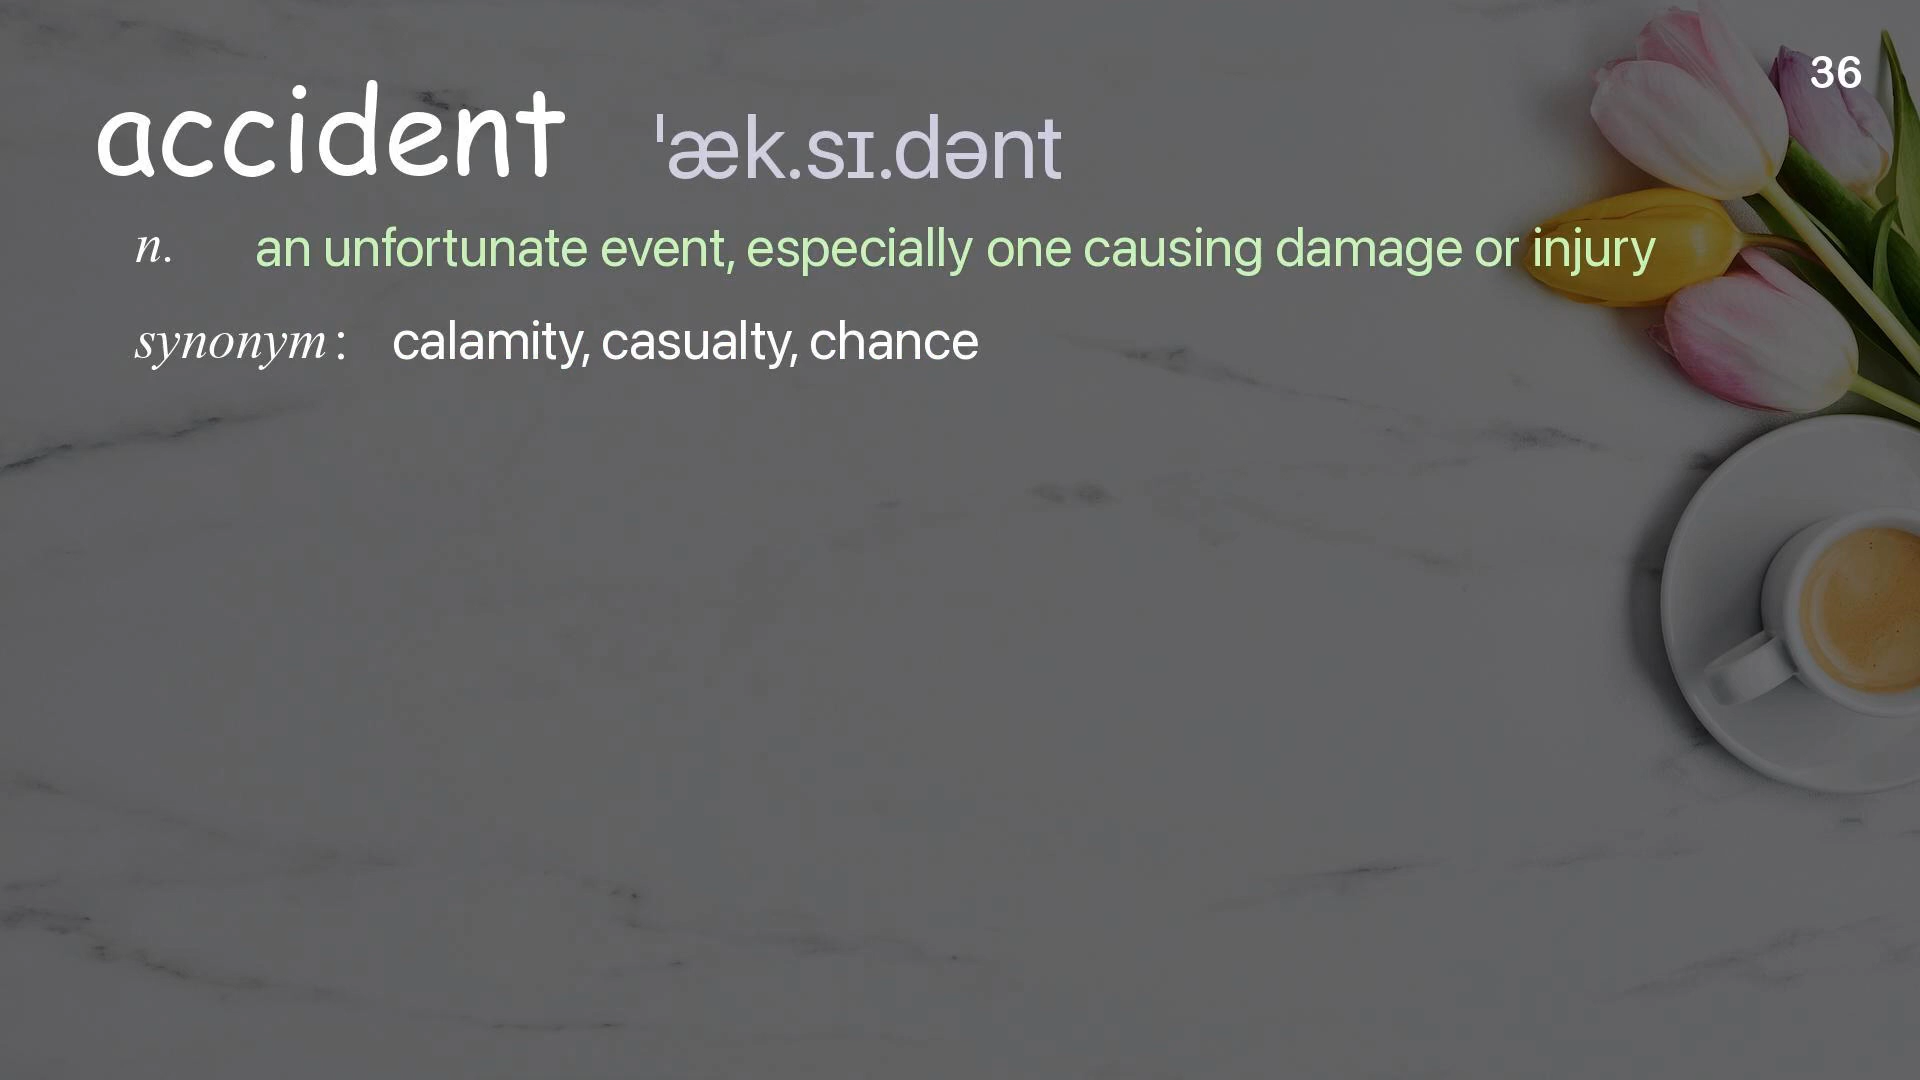 36
accident ˈæk.sɪ.dənt
n. an unfortunate event, especially one causing damage or injury
synonym: calamity, casualty, chance